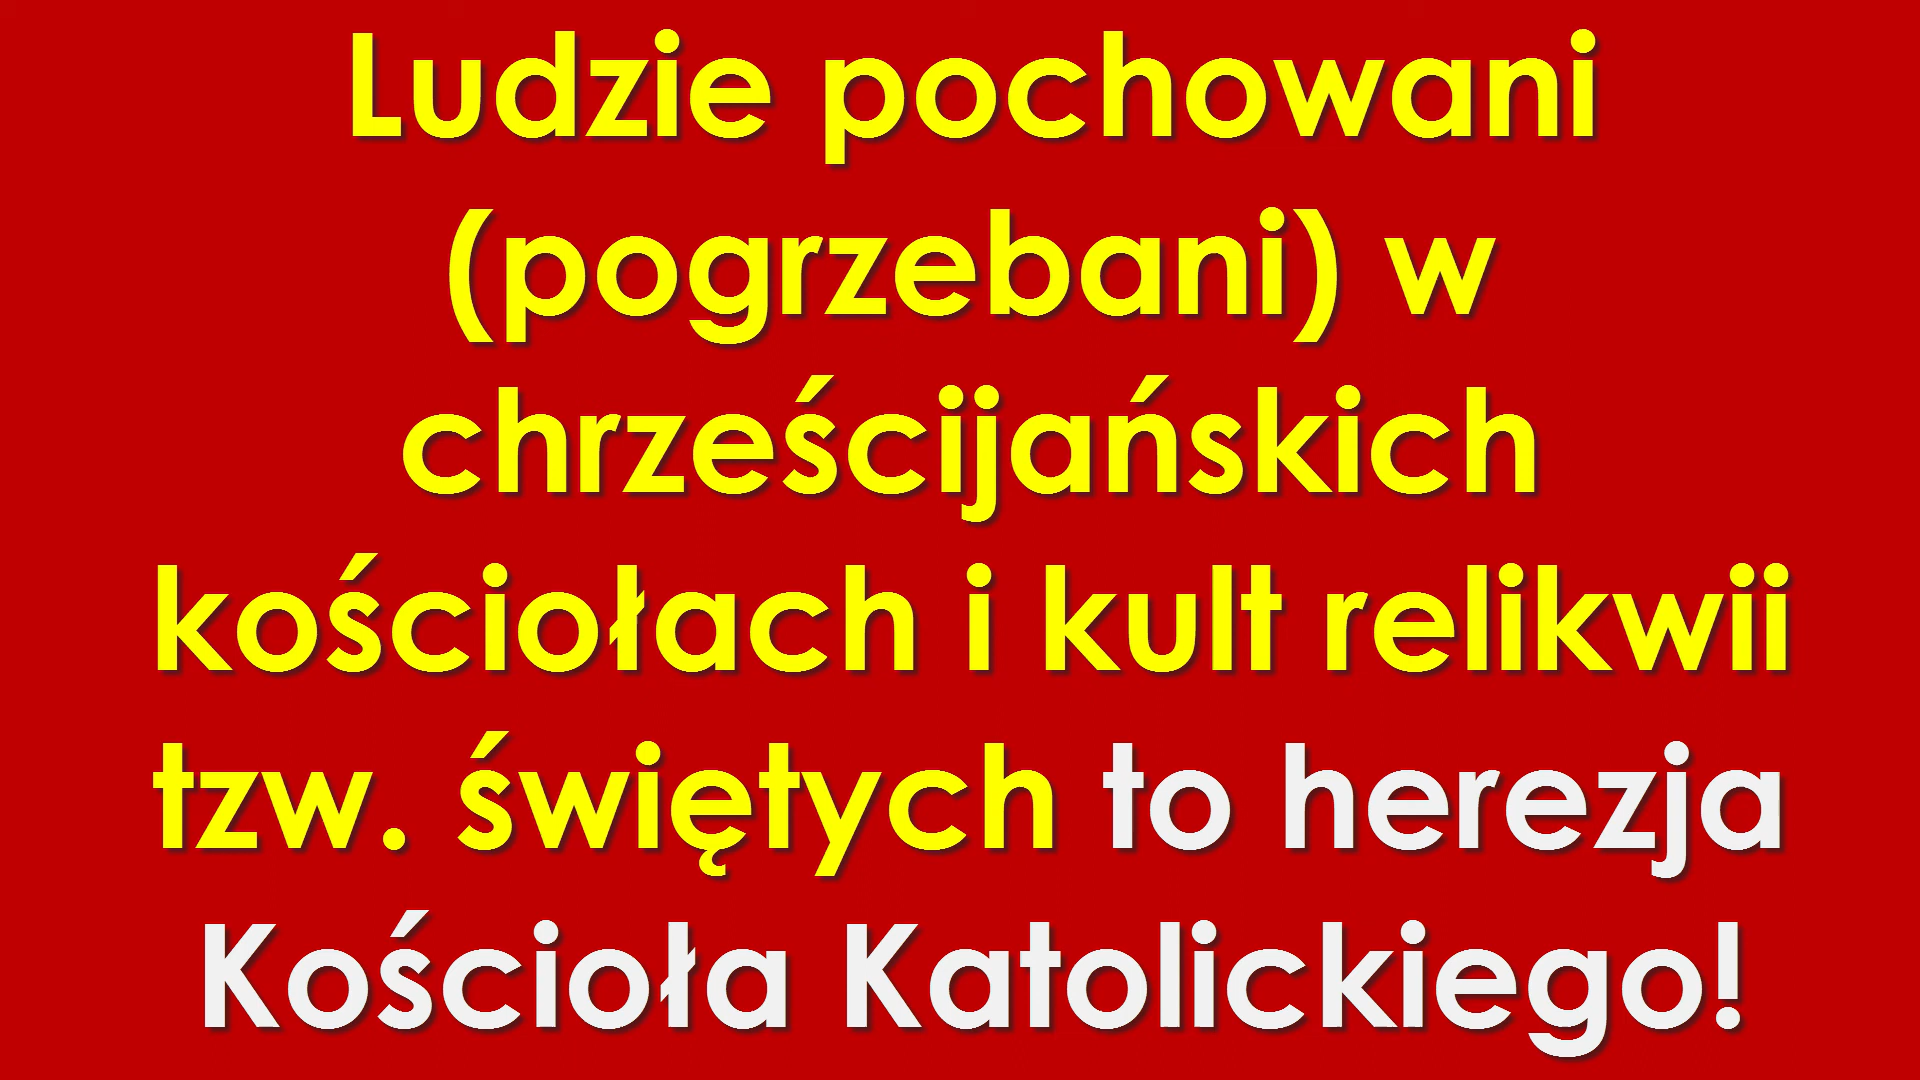 Ludzie pochowani
(pogrzebani) w
chrześcijańskich
kościołach i kult relikwii
tzw. świętych to herezja
Kościoła Katolickiego!